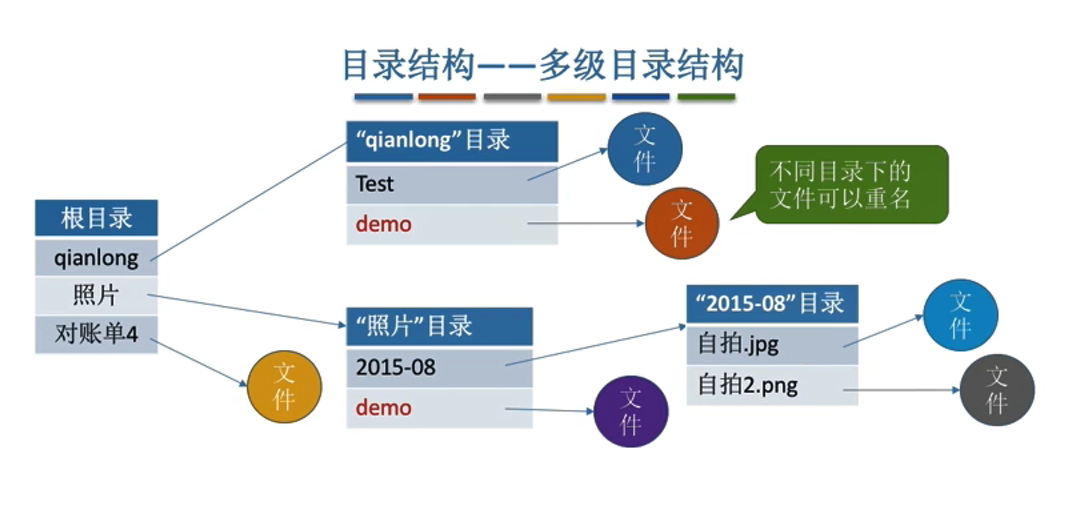 目录结构——多级目录结构
根目录
qianlong
照片
对账单4
文
件
“qianlong”目录
Test
demo
文
件
文
件
不同目录下的
文件可以重名
“照片”目录
2015-08
demo
文
件
“2015-08”目录
自拍.jpg
自拍2.png
文
件
文
件